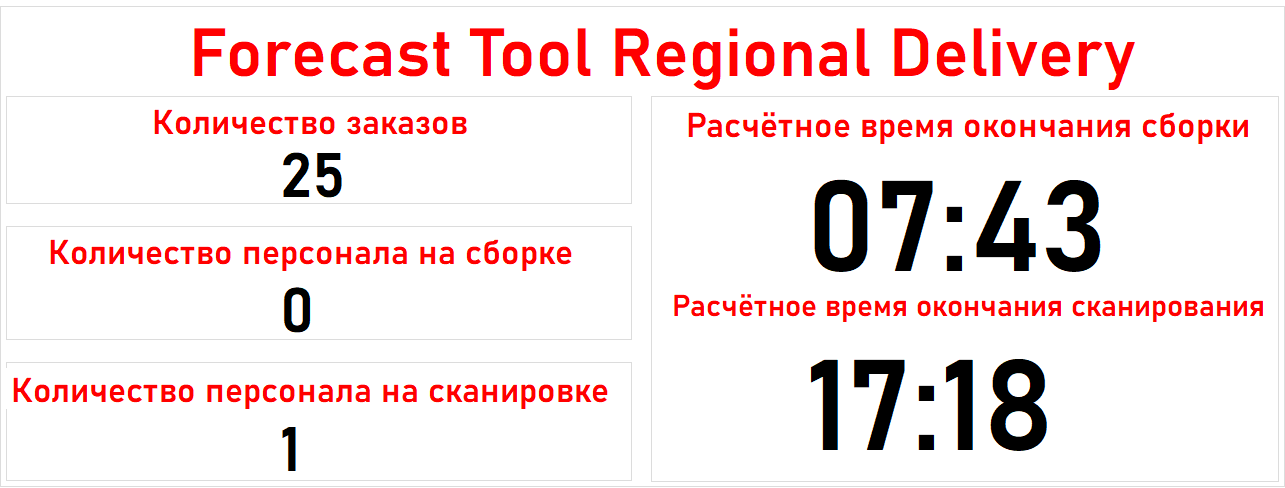 Forecast Tool Regional Delivery
Количество заказов
25
Количество персонала на сборке
0
Количество персонала на сканировке
1
Расчётное время окончания сборки
07:43
Расчётное время окончания сканирования
17:18